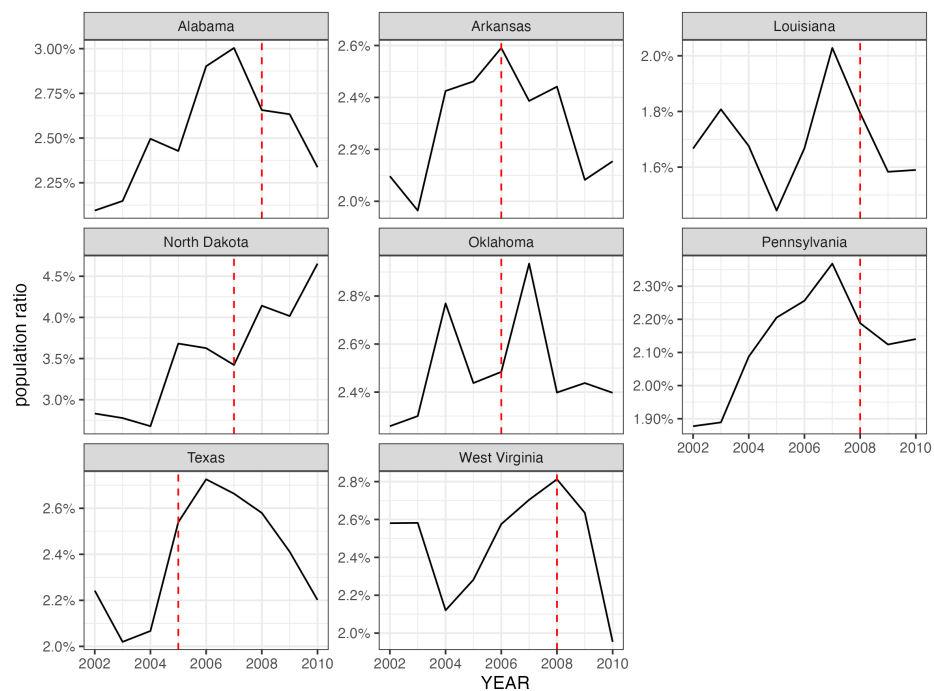 Alabama
Arkansas
Louisiana
3.00%
2.75%
2.50%
2.25%
2.6%
2.4%
2.2%
2.0%
2.0%
1.8%
1.6%
North Dakota
Oklahoma
Pennsylvania
population ratio
4.5%
4.0%
3.5%
3.0%
2.8%
2.6%
2.4%
2.30%
2.20%
2.10%
2.00%
1.90%
2002 2004 2006 2008 2010
Texas
West Virginia
2.6%
2.4%
2.2%
2.0%
2.8%
2.6%
2.4%
2.2%
2.0%
2002 2004 2006 2008 2010
2002 2004 2006 2008 2010
YEAR